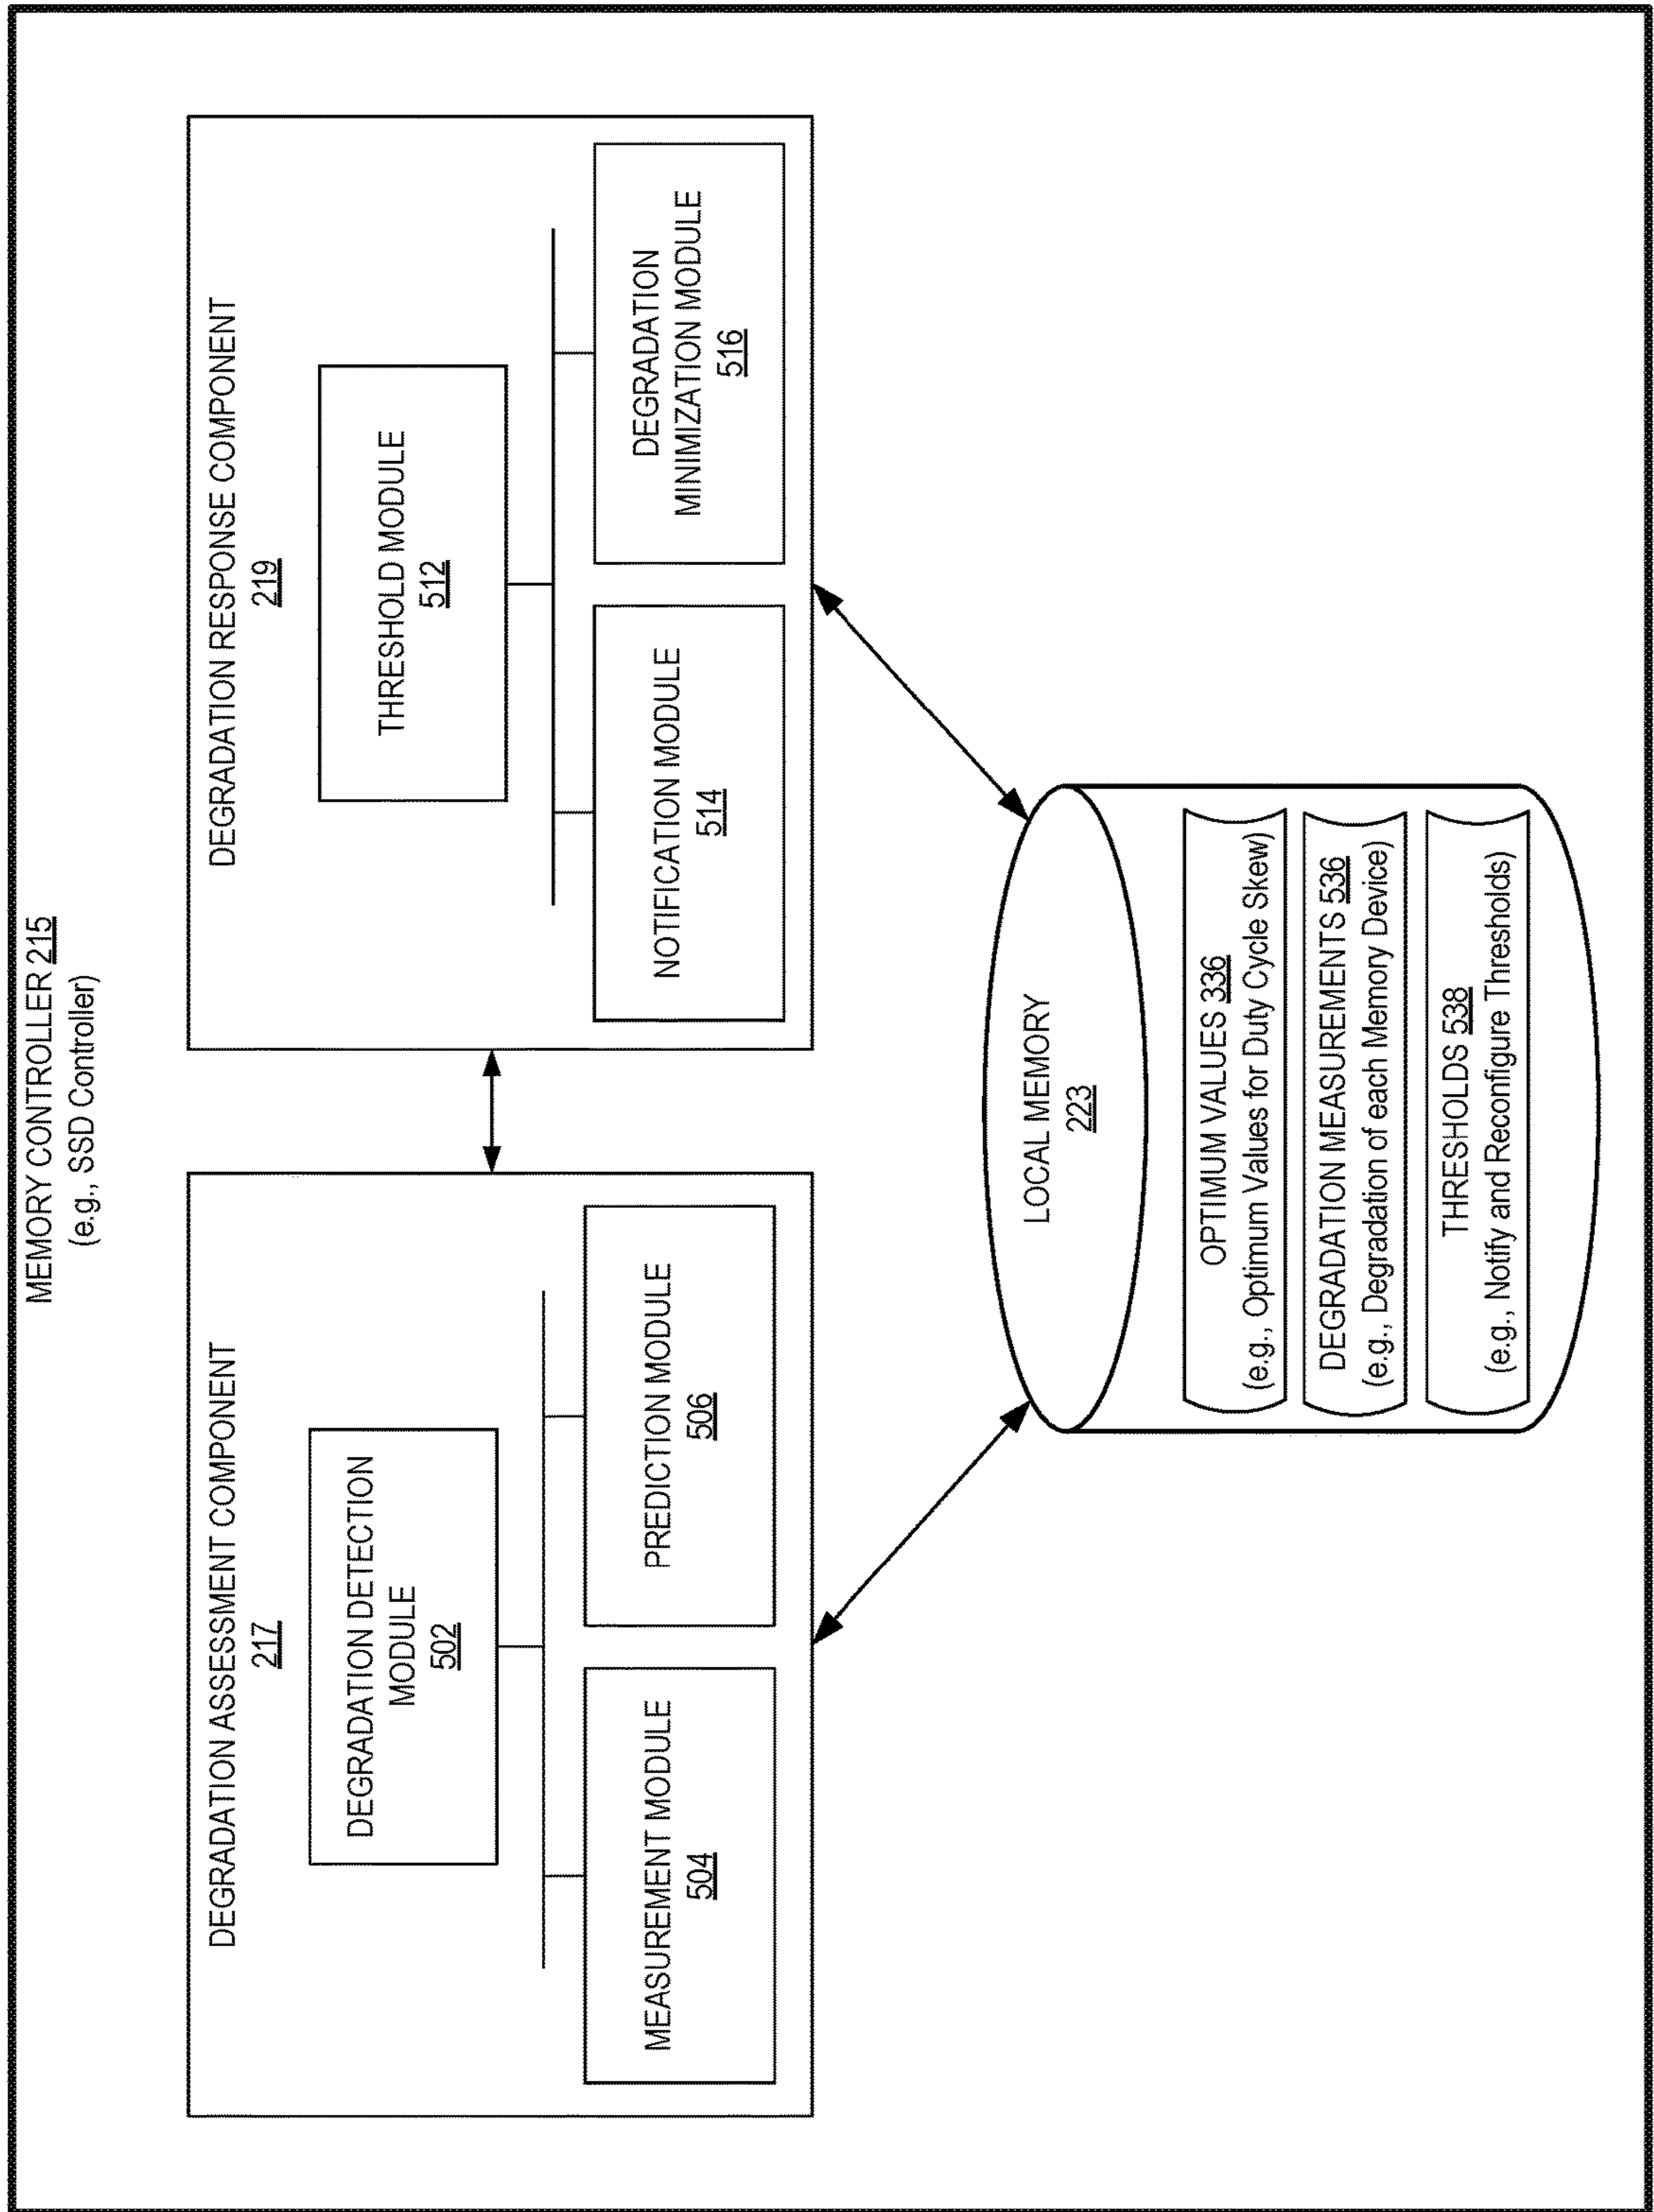 MEMORY CONTROLLER 215
(e.g., SSD Controller)
DEGRADATION ASSESSMENT COMPONENT
217
DEGRADATION DETECTION
MODULE
502
MEASUREMENT MODULE
504
PREDICTION MODULE
506
DEGRADATION RESPONSE COMPONENT
219
THRESHOLD MODULE
512
NOTIFICATION MODULE
514
DEGRADATION
MINIMIZATION MODULE
516
LOCAL MEMORY
223
OPTIMUM VALUES 336
(e.g., Optimum Values for Duty Cycle Skew)
DEGRADATION MEASUREMENTS 536
(e.g., Degradation of each Memory Device)
THRESHOLDS 538
(e.g., Notify and Reconfigure Thresholds)